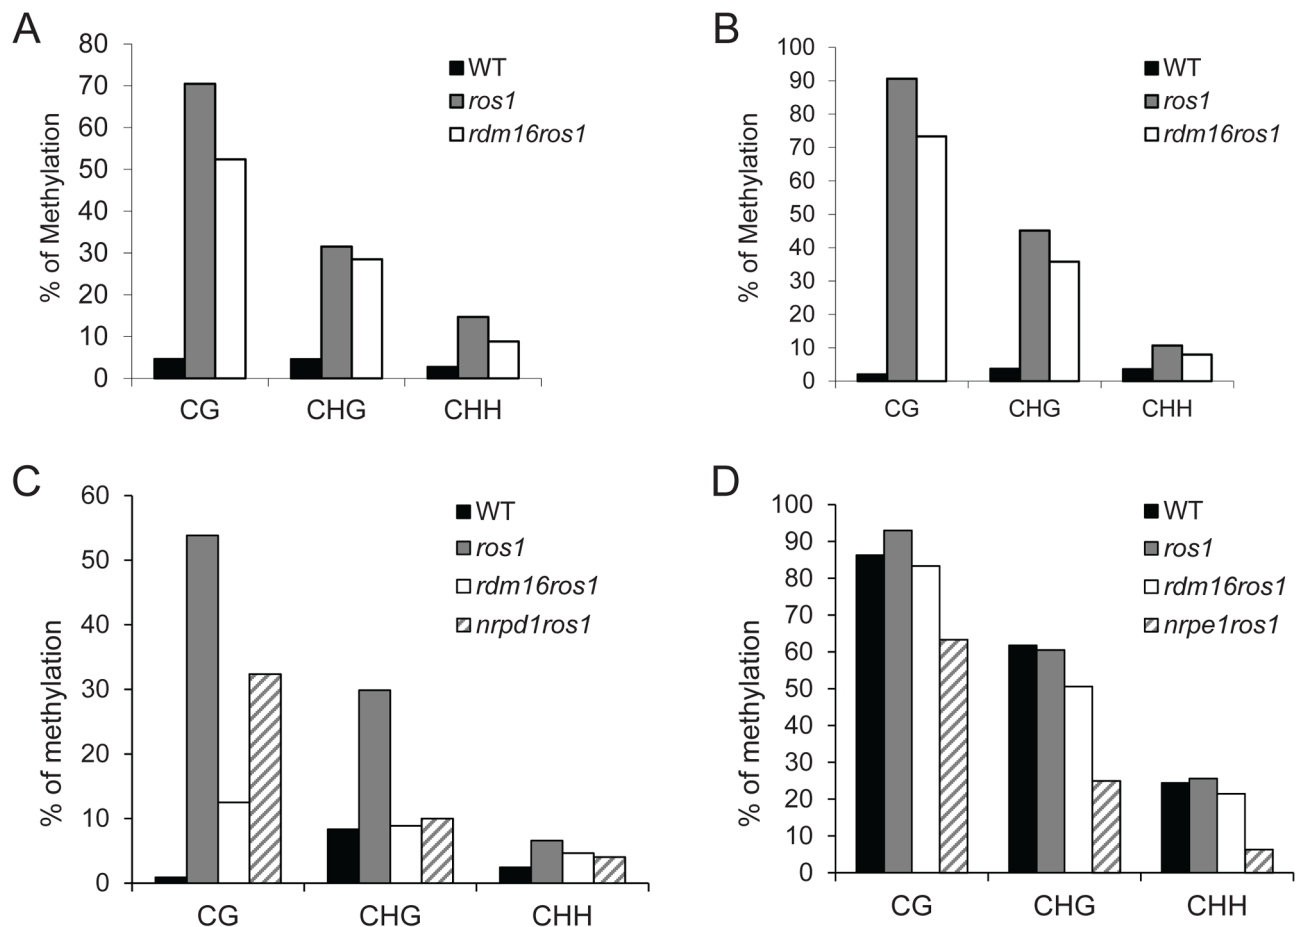 A
80
70
60
50
40
30
20
10
0
% of Methylation
WT
ros1
rdm16ros1
CG
CHG
CHH
B
100
90
80
70
60
50
40
30
20
10
0
% of Methylation
WT
ros1
rdm16ros1
CG
CHG
CHH
C
60
50
40
30
20
10
0
% of methylation
WT
ros1
rdm16ros1
nrpd1ros1
CG
CHG
CHH
D
100
90
80
70
60
50
40
30
20
10
0
% of methylation
WT
ros1
rdm16ros1
nrpe1ros1
CG
CHG
CHH